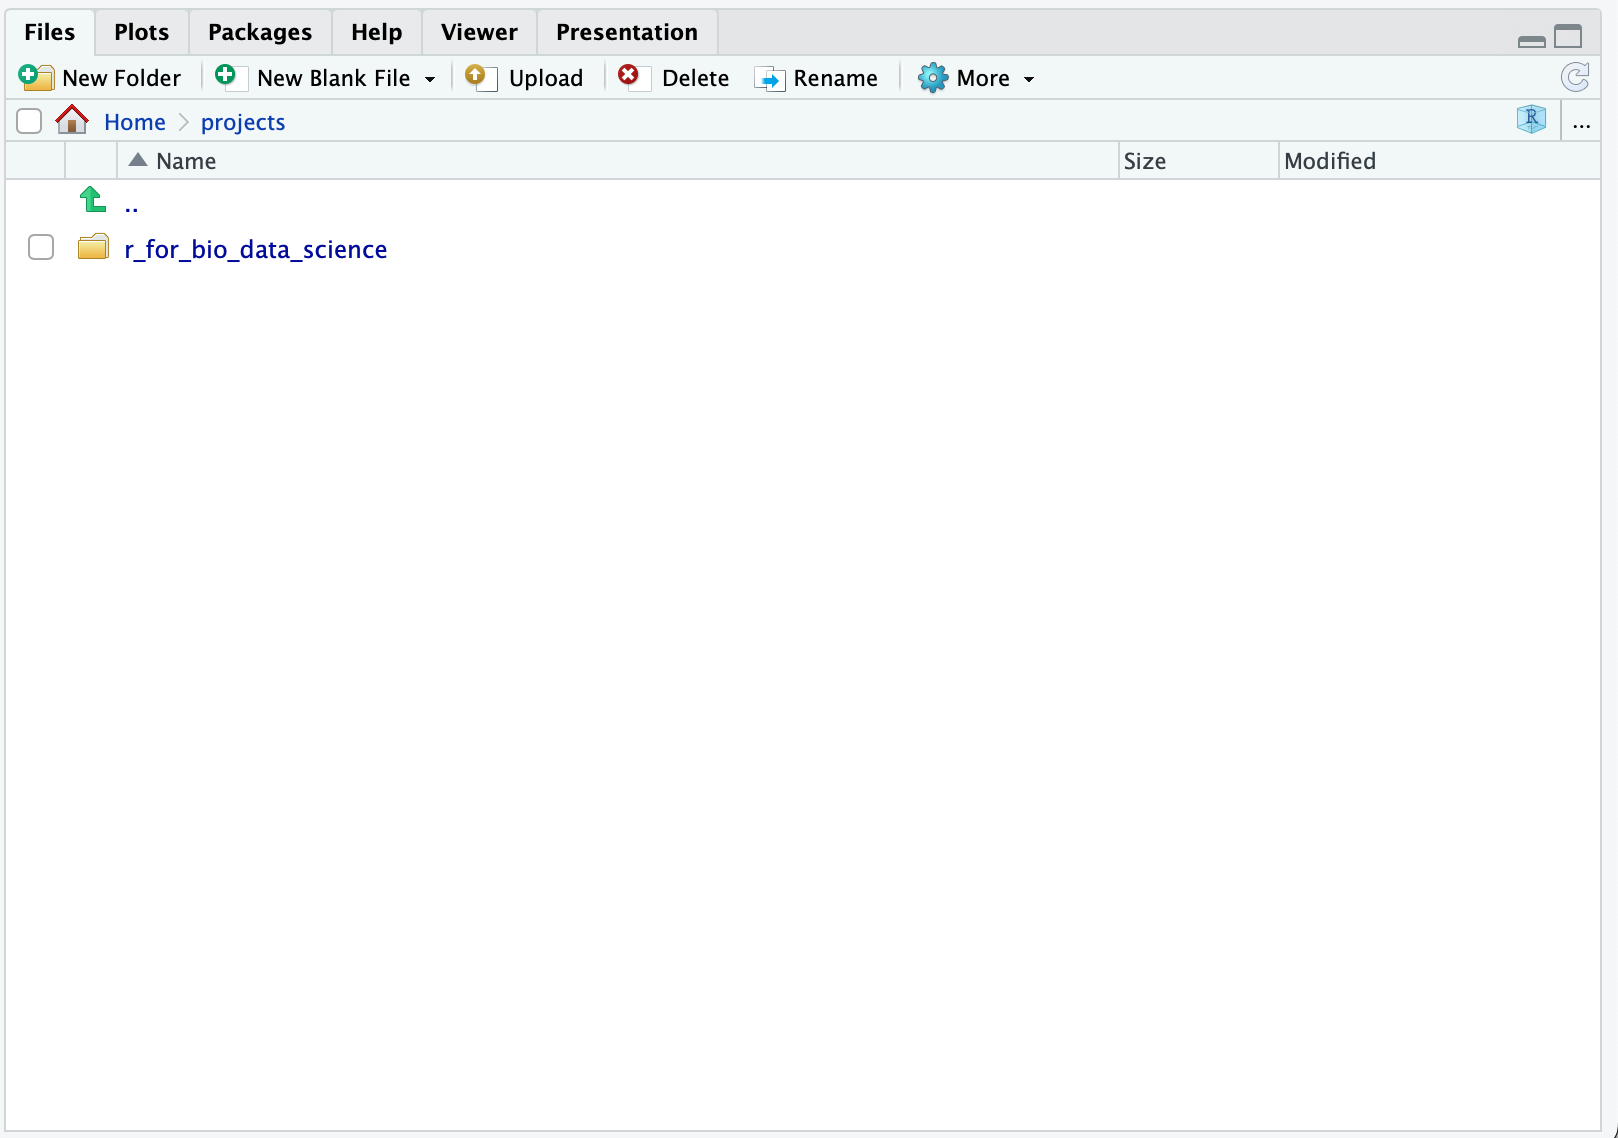 Files Plots Packages Help Viewer Presentation
New Folder New Blank File Upload Delete Rename More
Home projects R ...
Name Size Modified
..
r_for_bio_data_science